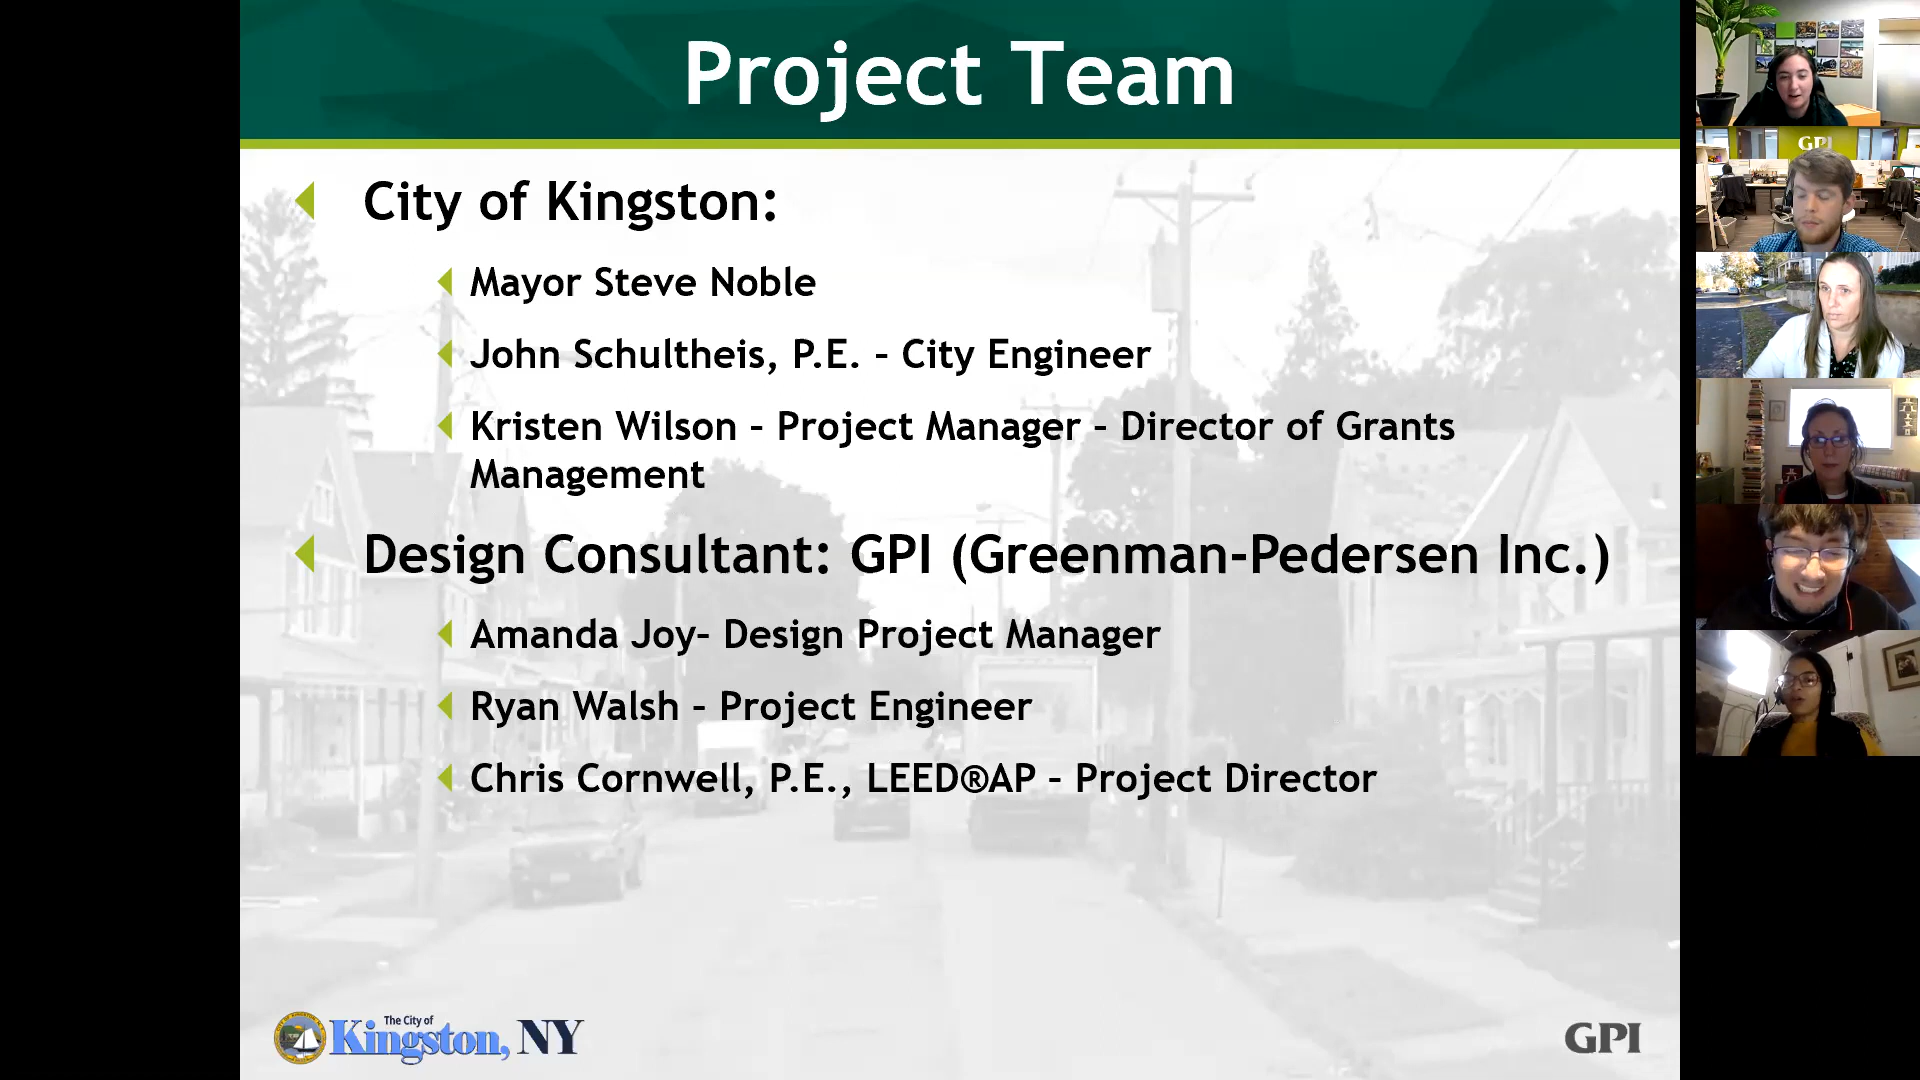 Project Team
City of Kingston:
Mayor Steve Noble
John Schultheis, P.E. – City Engineer
Kristen Wilson – Project Manager – Director of Grants
Management
Design Consultant: GPI (Greenman-Pedersen Inc.)
Amanda Joy– Design Project Manager
Ryan Walsh – Project Engineer
Chris Cornwell, P.E., LEED®AP – Project Director
The City of
Kingston, NY
GPI
GPI